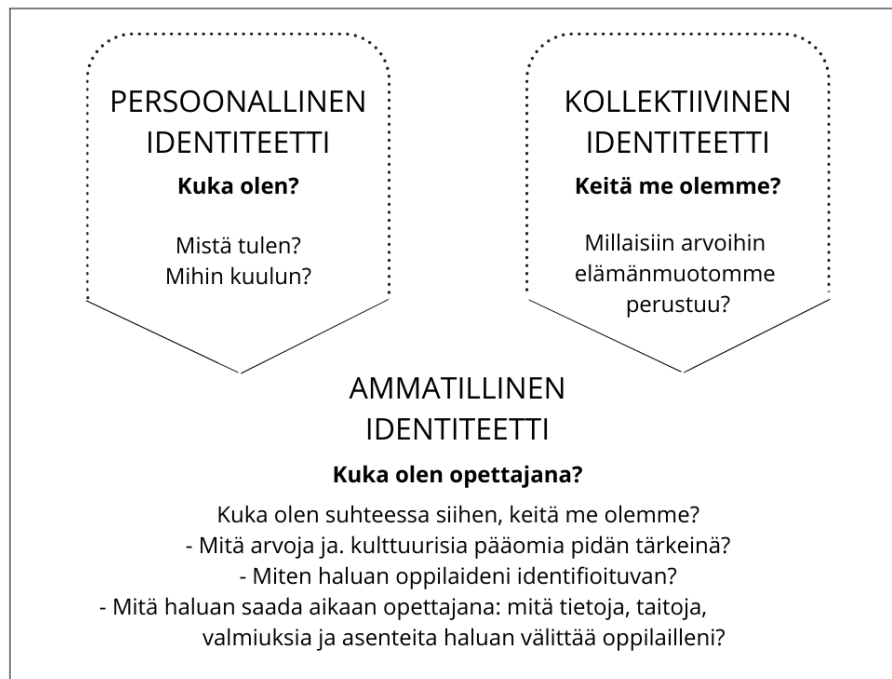 PERSOONALLINEN
IDENTITEETTI
Kuka olen?
Mistä tulen?
Mihin kuulun?
KOLLEKTIIVINEN
IDENTITEETTI
Keitä me olemme?
Millaisiin arvoihin
elämänmuotomme
perustuu?
AMMATILLINEN
IDENTITEETTI
Kuka olen opettajana?
Kuka olen suhteessa siihen, keitä me olemme?
- Mitä arvoja ja. kulttuurisia pääomia pidän tärkeinä?
- Miten haluan oppilaideni identifioituvan?
- Mitä haluan saada aikaan opettajana: mitä tietoja, taitoja,
valmiuksia ja asenteita haluan välittää oppilailleni?